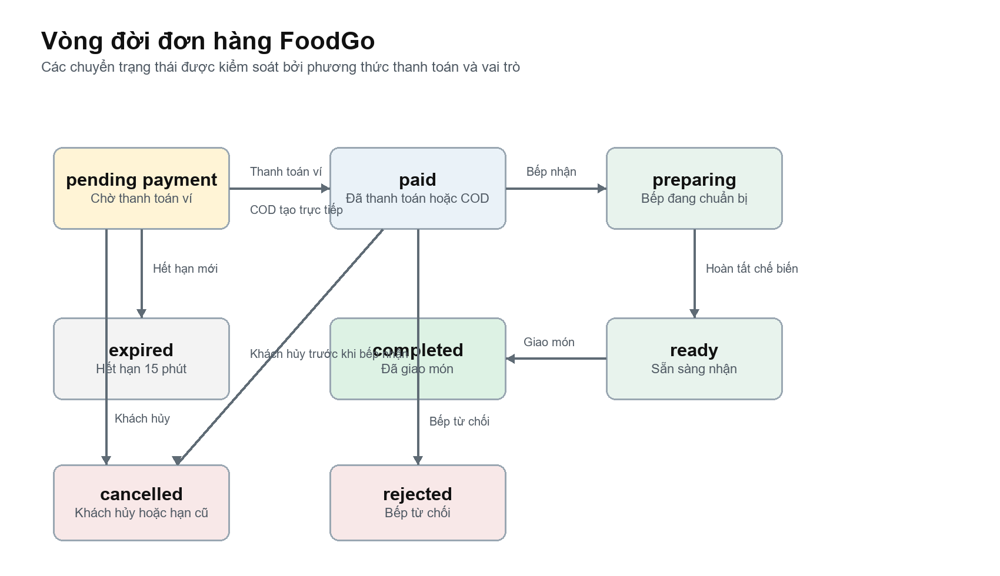 Vòng đời đơn hàng FoodGo
Các chuyển trạng thái được kiểm soát bởi phương thức thanh toán và vai trò
pending payment
Chờ thanh toán ví
Thanh toán ví
COD tạo trực tiếp
paid
Đã thanh toán hoặc COD
Bếp nhận
preparing
Bếp đang chuẩn bị
Hết hạn mới
Hoàn tất chế biến
expired
Hết hạn 15 phút
Khách hủy trước khi bếp nhận
completed
Đã giao món
Giao món
ready
Sẵn sàng nhận
Khách hủy
Bếp từ chối
cancelled
Khách hủy hoặc hạn cũ
rejected
Bếp từ chối